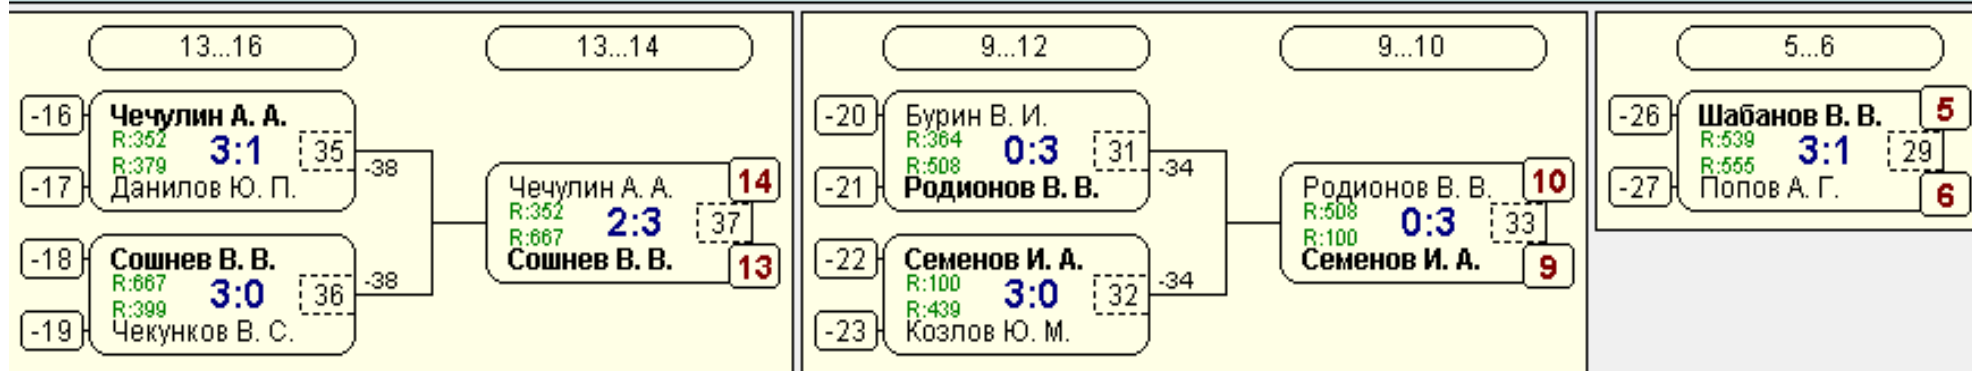 13...16
13...14
-16
Чечулин А. А.
R:352
3:1
35
R:379
-17
Данилов Ю. П.
-38
-18
Сошнев В. В.
R:667
3:0
36
R:399
-19
Чекунков В. С.
-38
Чечулин А. А.
14
R:352
2:3
37
R:667
Сошнев В. В.
13
9...12
9...10
-20
Бурин В. И.
R:364
0:3
31
R:508
-21
Родионов В. В.
-34
-22
Семенов И. А.
R:100
3:0
32
R:439
-23
Козлов Ю. М.
-34
Родионов В. В.
10
R:508
0:3
33
R:100
Семенов И. А.
9
5...6
-26
Шабанов В. В.
5
R:539
3:1
29
R:555
-27
Попов А. Г.
6